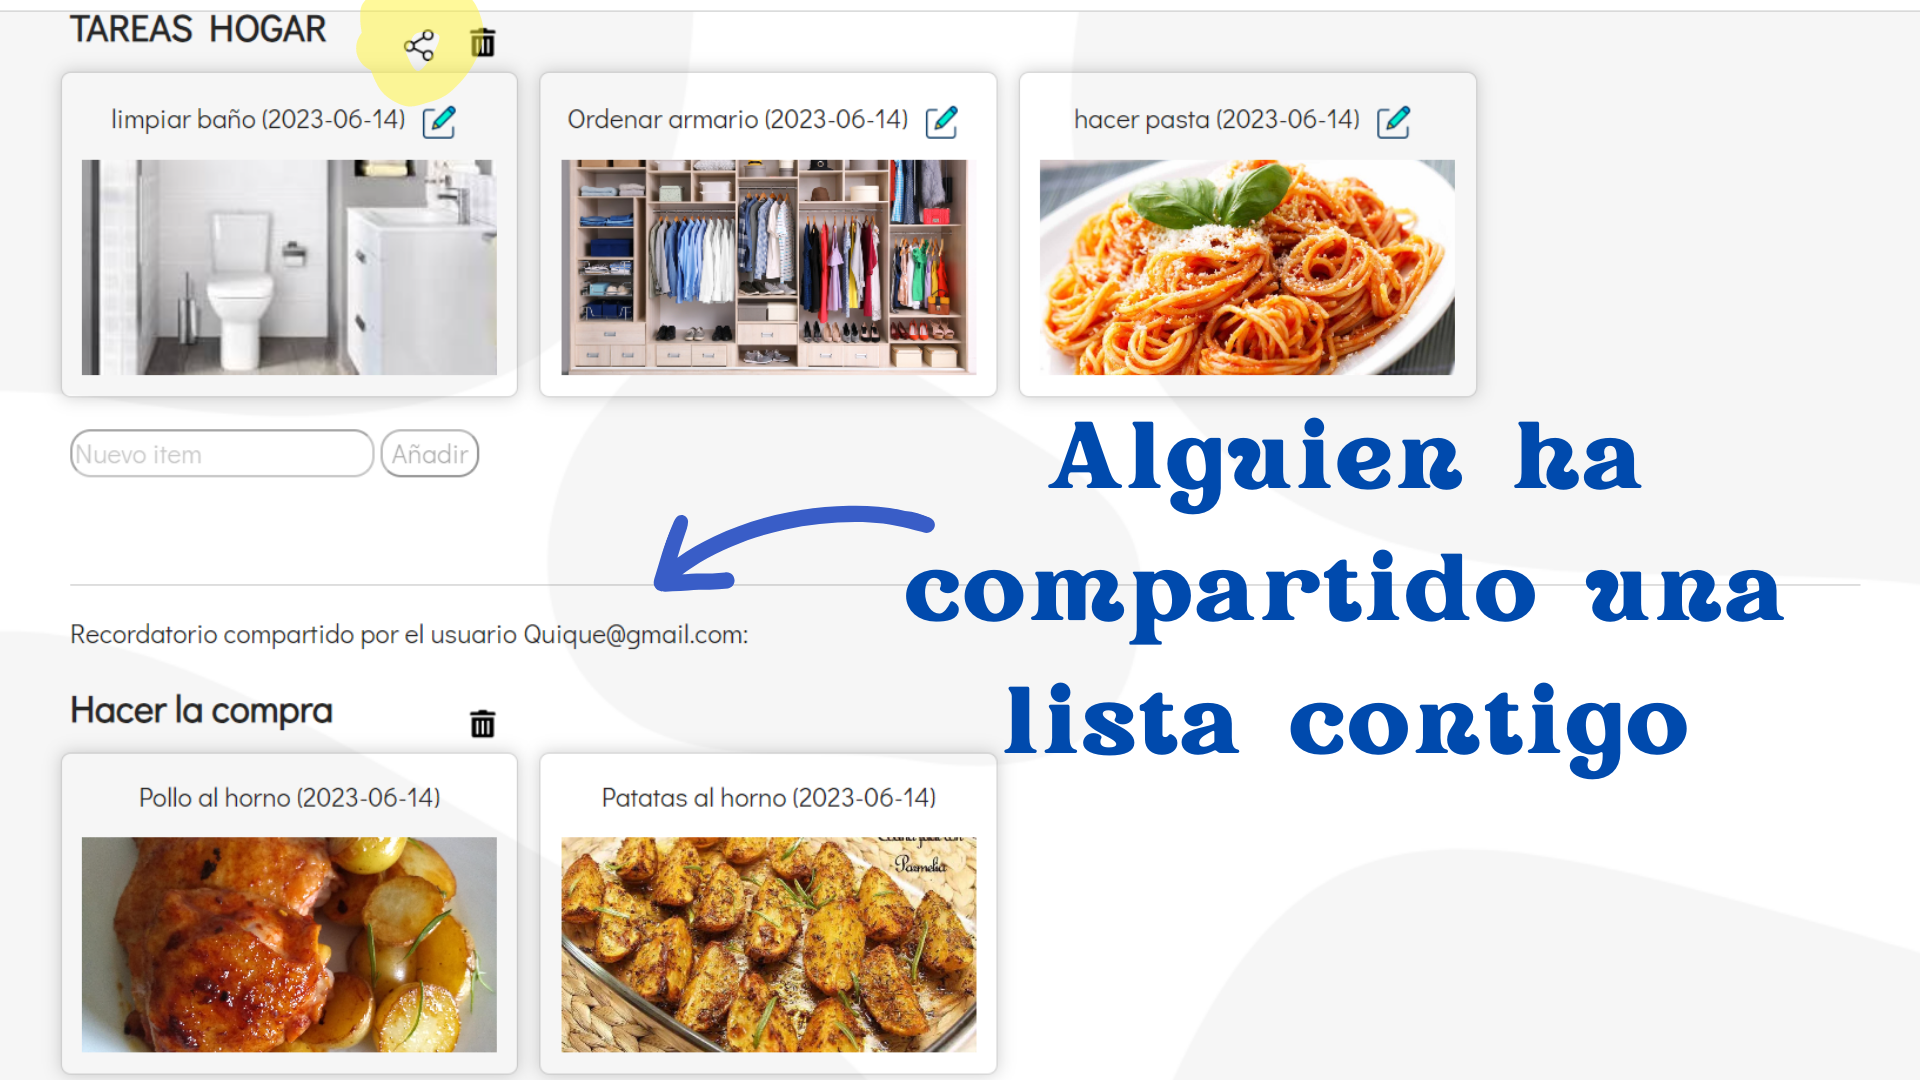 TAREAS HOGAR
limpiar baño (2023-06-14)
Ordenar armario (2023-06-14)
hacer pasta (2023-06-14)
Nuevo item
Añadir
Alguien ha
compartido una
lista contigo
Recordatorio compartido por el usuario Quique@gmail.com:
Hacer la compra
Pollo al horno (2023-06-14)
Patatas al horno (2023-06-14)
Parmelia